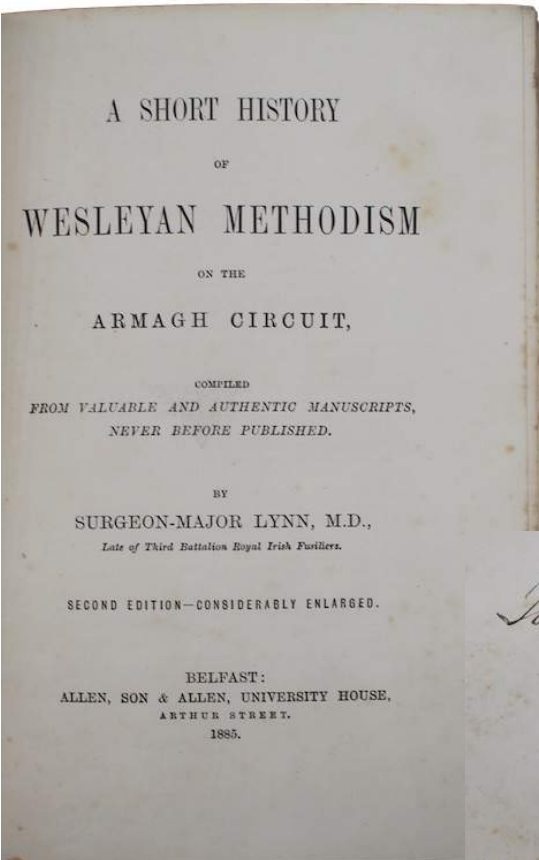 A SHORT HISTORY
OF
WESLEYAN METHODISM
ON THE
ARMAGH CIRCUIT,
COMPILED
FROM VALUABLE AND AUTHENTIC MANUSCRIPTS,
NEVER BEFORE PUBLISHED.
BY
SURGEON-MAJOR LYNN, M.D.,
Late of Third Battalion Royal Irish Fusiliers.
SECOND EDITION—CONSIDERABLY ENLARGED.
BELFAST:
ALLEN, SON & ALLEN, UNIVERSITY HOUSE,
ARTHUR STREET.
1885.